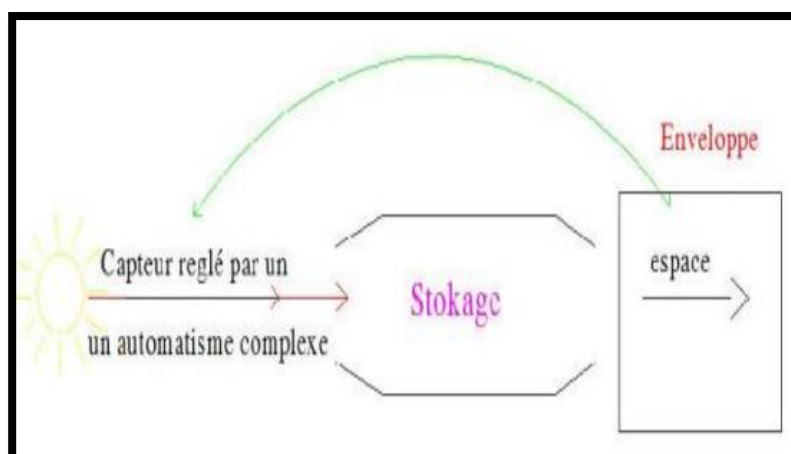 Enveloppe
Capteur reglé par un
espace
Stokage
un automatisme complexe